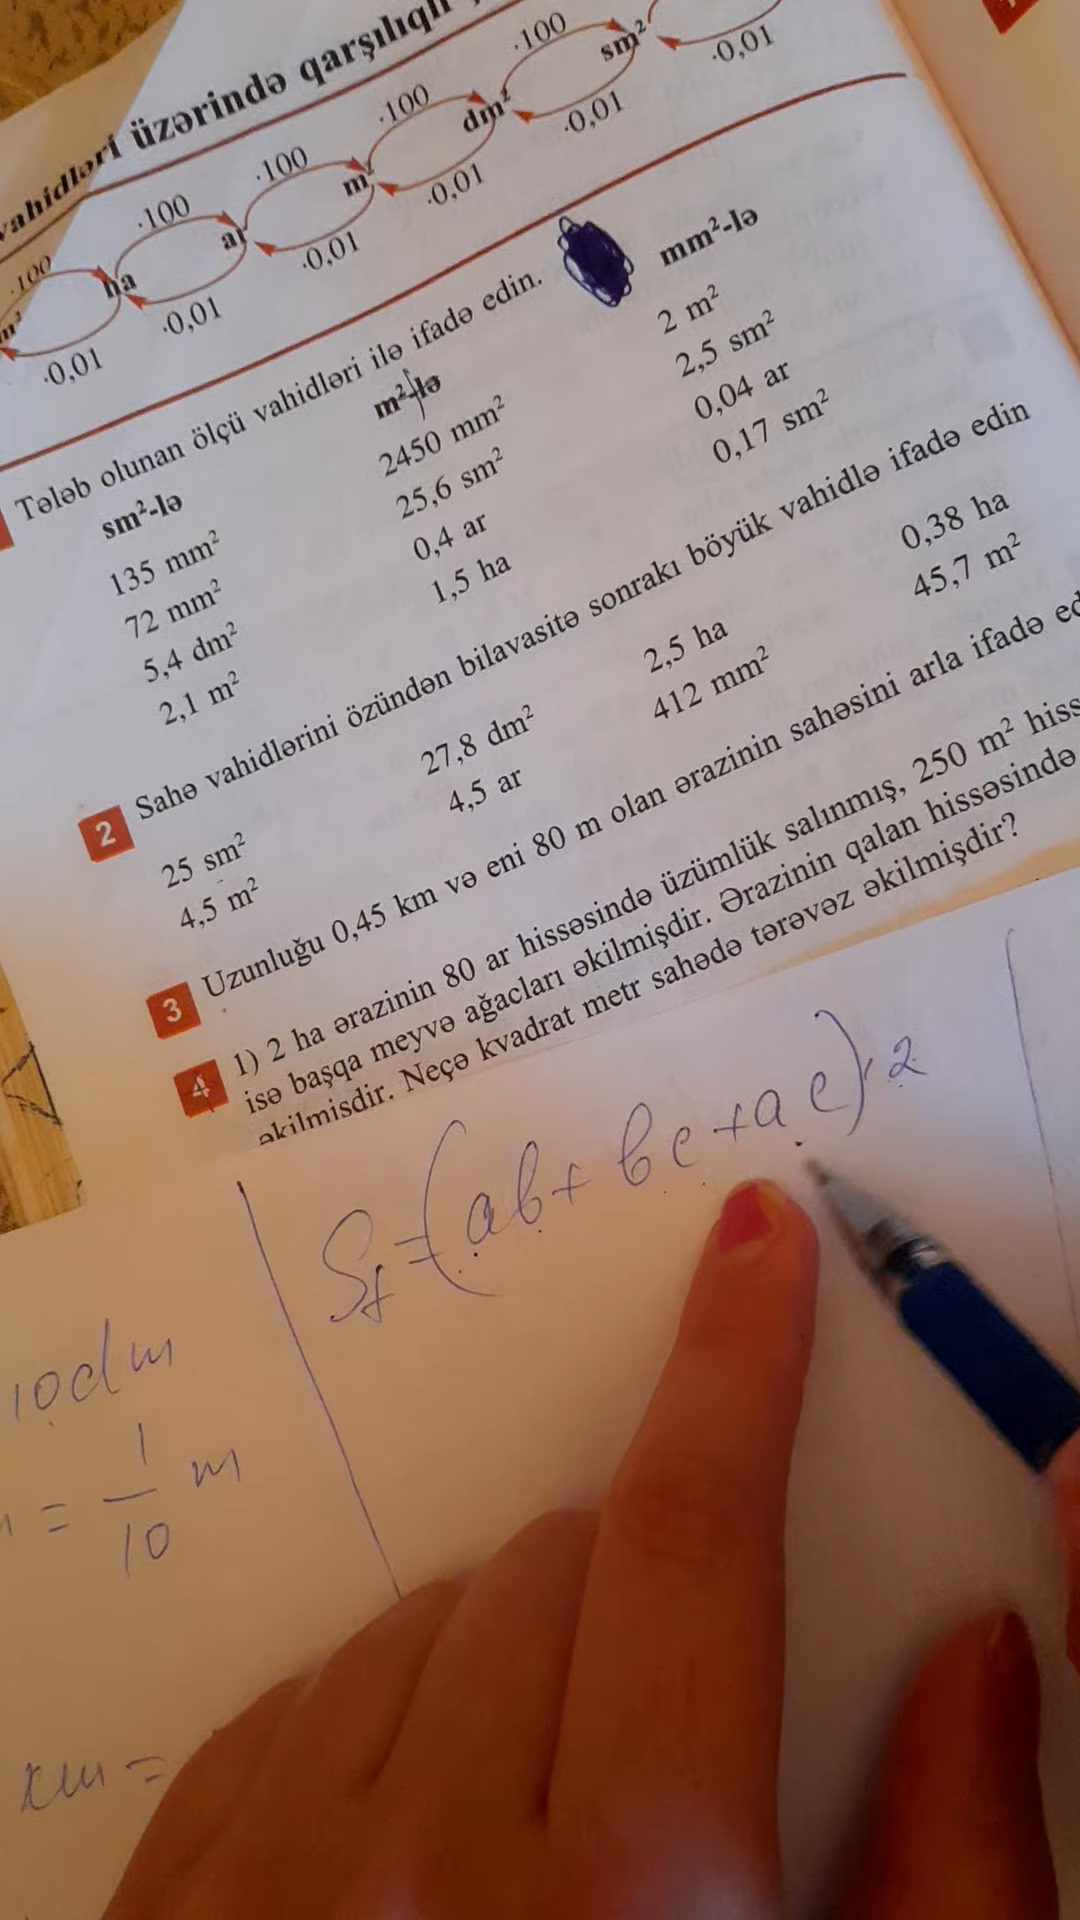 vahidləri üzərində qarşılıqlı
·100 ·100 ·100 ·100 ·100
ha ar m² dm² sm²
·0,01 ·0,01 ·0,01 ·0,01 ·0,01 ·0,01
Tələb olunan ölçü vahidləri ilə ifadə edin.
sm²-lə m²-lə mm²-lə
135 mm² 2450 mm² 2 m²
72 mm² 25,6 sm² 2,5 sm²
5,4 dm² 0,4 ar 0,04 ar
2,1 m² 1,5 ha 0,17 sm²
2 Sahə vahidlərini özündən bilavasitə sonrakı böyük vahidlə ifadə edin
25 sm² 27,8 dm² 2,5 ha 0,38 ha
4,5 m² 4,5 ar 412 mm² 45,7 m²
3 Uzunluğu 0,45 km və eni 80 m olan ərazinin sahəsini arla ifadə ed
4 1) 2 ha ərazinin 80 ar hissəsində üzümlük salınmış, 250 m² hiss
isə başqa meyvə ağacları əkilmişdir. Ərazinin qalan hissəsində
əkilmisdir. Neçə kvadrat metr sahədə tərəvəz əkilmişdir?
S_t=(ab+bc+ac)·2
10dm
= 1/10 m
km =